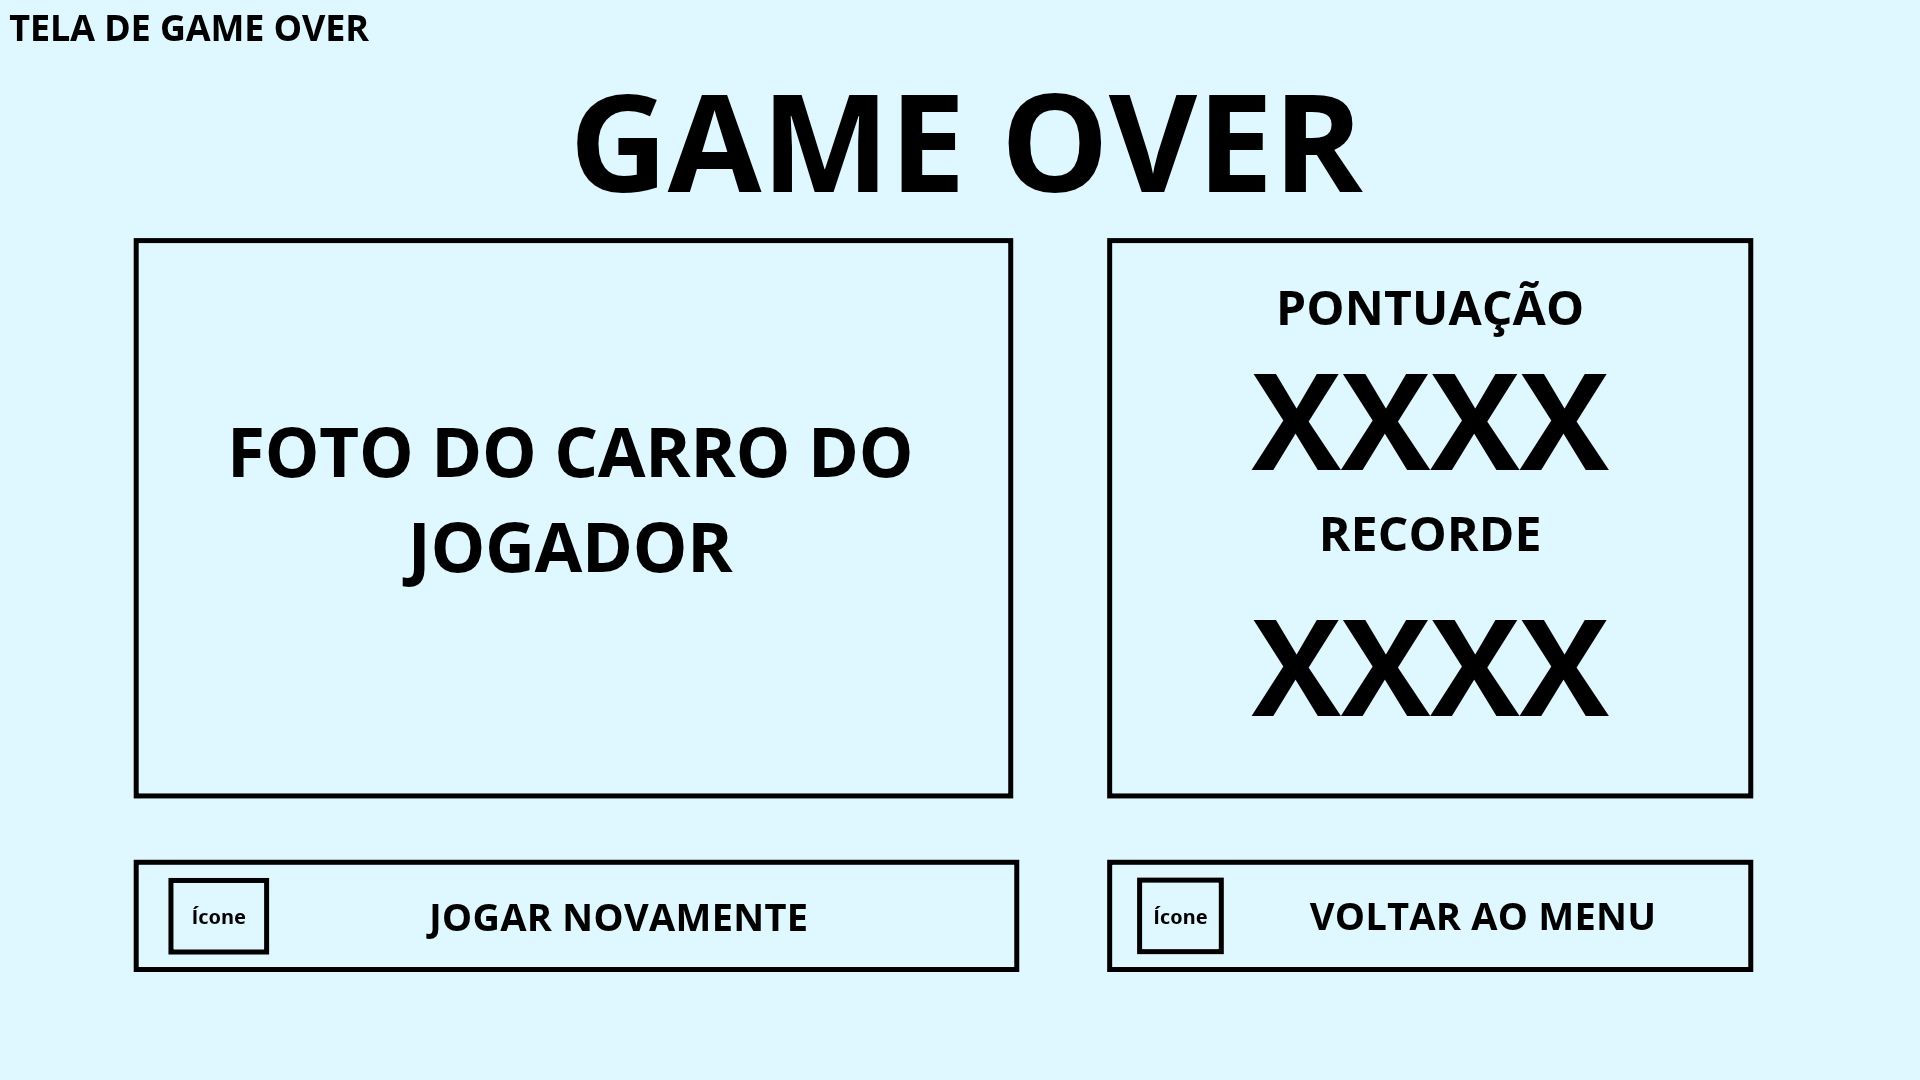 TELA DE GAME OVER
GAME OVER
FOTO DO CARRO DO
JOGADOR
PONTUAÇÃO
XXXX
RECORDE
XXXX
Ícone
JOGAR NOVAMENTE
Ícone
VOLTAR AO MENU